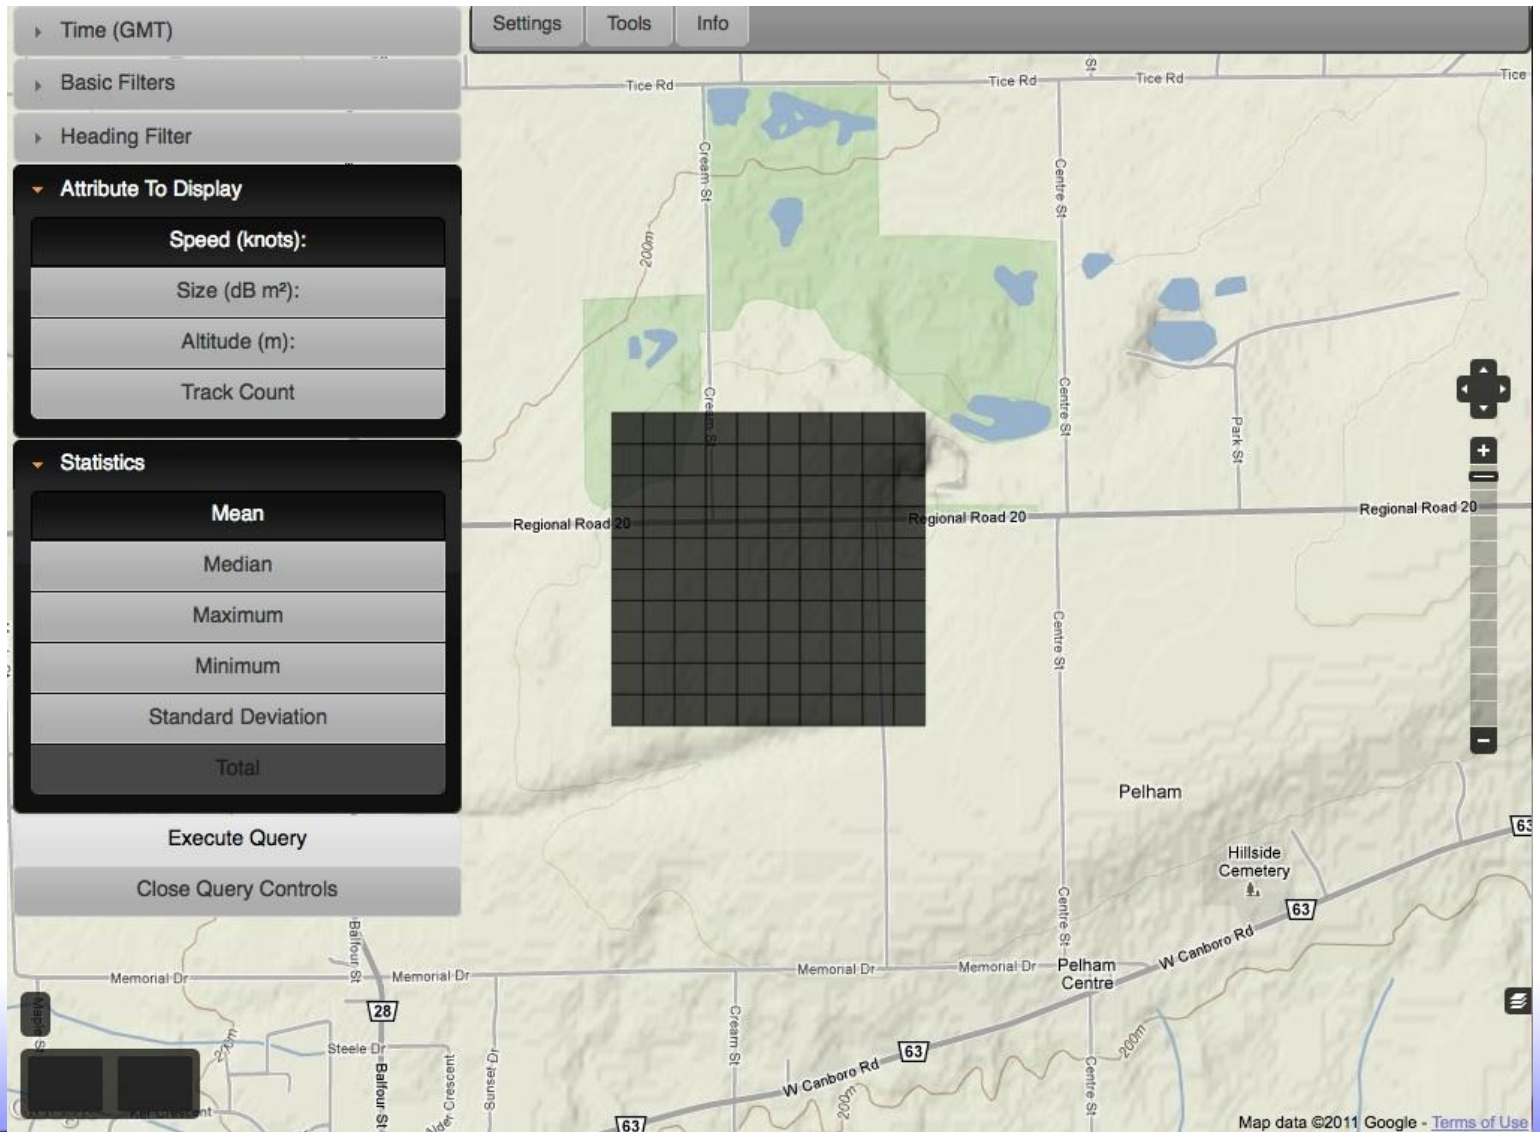 Time (GMT)
Basic Filters
Heading Filter
Attribute To Display
Speed (knots):
Size (dB m²):
Altitude (m):
Track Count
Statistics
Mean
Median
Maximum
Minimum
Standard Deviation
Total
Execute Query
Close Query Controls
Settings Tools Info
St
Tice Rd Tice Rd Tice Rd Tice
Cream St
Centre St
200m
Cream St
Centre St
Park St
Regional Road 20 Regional Road 20 Regional Road 20
Centre St
Pelham
63
Hillside
Cemetery
63
Centre St
W Canboro Rd
Balfour St
Memorial Dr Memorial Dr Memorial Dr Memorial Dr
Pelham
Centre
28
Maple St
200m
Steele Dr
Balfour St
Alder Crescent
Sunset Dr
Cream St
63
W Canboro Rd
200m
200m
Centre St
63
Map data ©2011 Google - Terms of Use